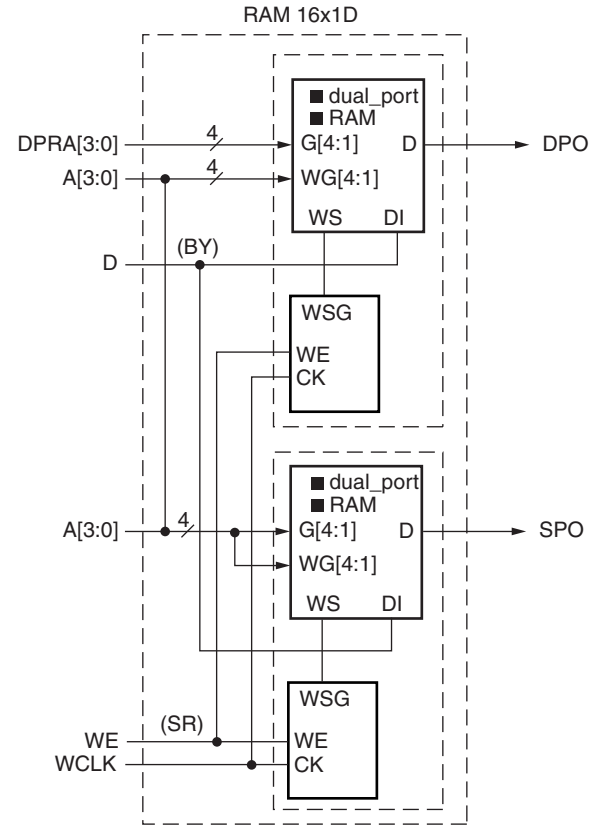 RAM 16x1D
dual_port
RAM
DPRA[3:0] 4 G[4:1] D DPO
A[3:0] 4 WG[4:1]
WS DI
D (BY)
WSG
WE
CK
dual_port
RAM
A[3:0] 4 G[4:1] D SPO
WG[4:1]
WS DI
WSG
WE (SR) WE
WCLK CK